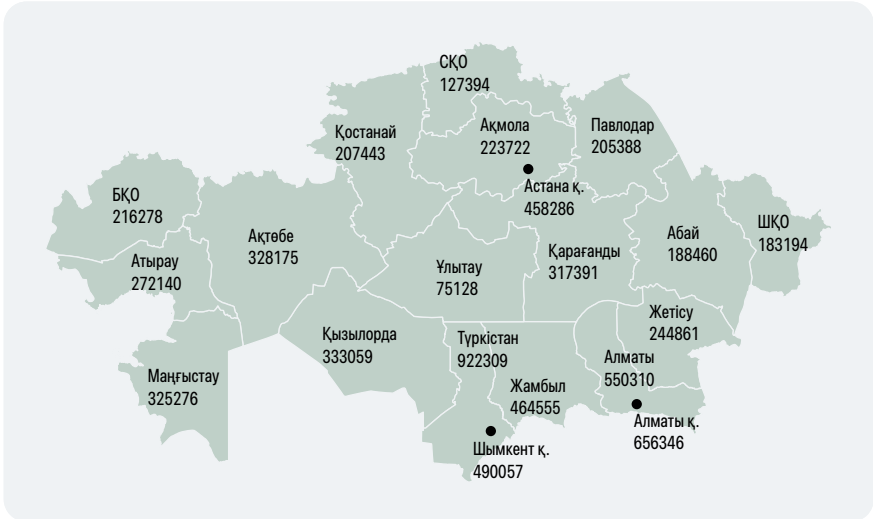 СҚО
127394
Қостанай
207443
Ақмола
223722
Павлодар
205388
Астана қ.
458286
БҚО
216278
Ақтөбе
328175
Атырау
272140
Ұлытау
75128
Қарағанды
317391
Абай
188460
ШҚО
183194
Маңғыстау
325276
Қызылорда
333059
Түркістан
922309
Жамбыл
464555
Жетісу
244861
Алматы
550310
Алматы қ.
656346
Шымкент қ.
490057